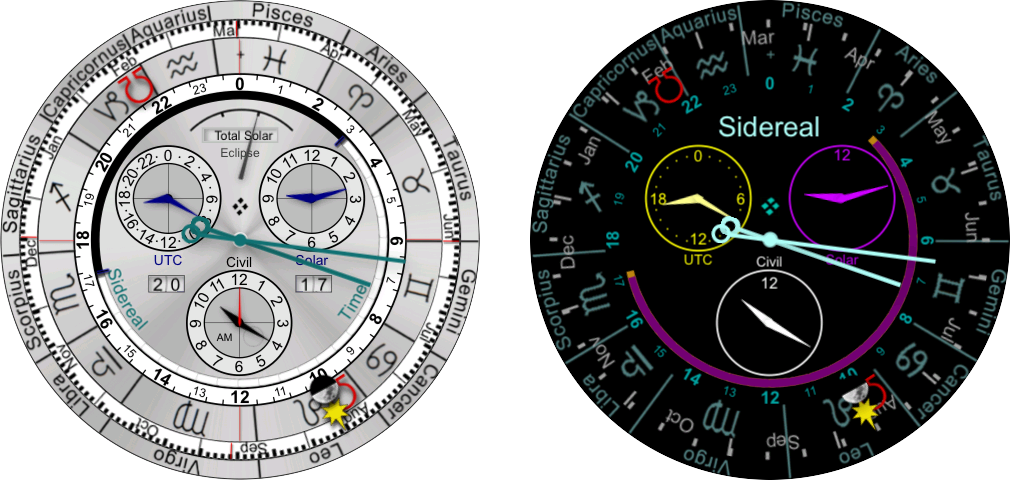 Pisces
Aries
Taurus
Gemini
Cancer
Leo
Virgo
Libra
Scorpius
Sagittarius
Capricornus
Aquarius
Mar
Apr
May
Jun
Jul
Aug
Sep
Oct
Nov
Dec
Jan
Feb
0
1
2
3
4
5
6
7
8
9
10
11
12
13
14
15
16
17
18
19
20
21
22
23
Total Solar
Eclipse
0
2
4
6
8
10
12
14
16
18
20
22
UTC
20
12
1
2
3
4
5
6
7
8
9
10
11
Solar
17
Civil
12
1
2
3
4
5
6
7
8
9
10
11
AM
Sidereal
Time
Pisces
Aries
Taurus
Gemini
Cancer
Leo
Virgo
Libra
Scorpius
Sagittarius
Capricornus
Aquarius
Mar
Apr
May
Jun
Jul
Sep
Oct
Nov
Dec
Jan
Feb
0
1
2
3
4
5
6
7
8
9
10
11
12
13
14
15
16
17
18
19
20
21
22
23
Sidereal
0
6
12
18
UTC
12
Solar
Civil
12